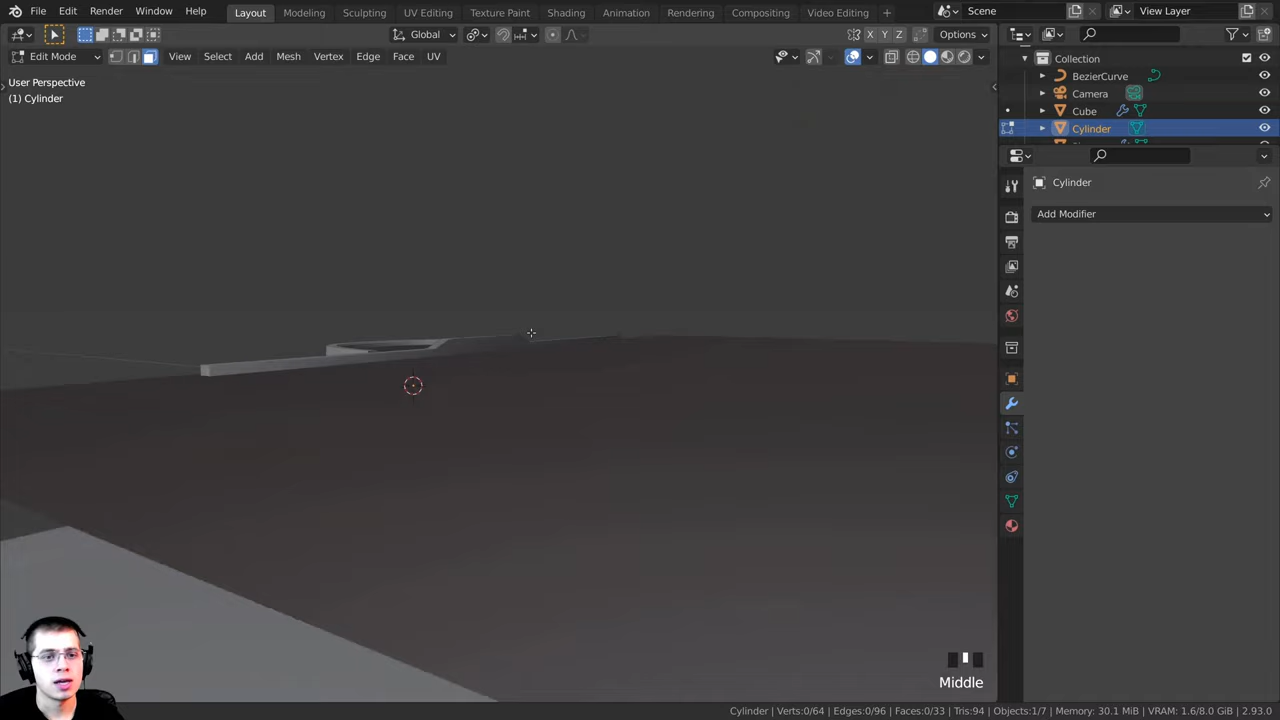 File Edit Render Window Help Layout Modeling Sculpting UV Editing Texture Paint Shading Animation Rendering Compositing Video Editing + Scene View Layer
Global Options
Edit Mode View Select Add Mesh Vertex Edge Face UV
X Y Z
User Perspective
(1) Cylinder
Collection
BezierCurve
Camera
Cube
Cylinder
Cylinder
Add Modifier
Middle
Cylinder | Verts:0/64 | Edges:0/96 | Faces:0/33 | Tris:94 | Objects:1/7 | Memory: 30.1 MiB | VRAM: 1.6/8.0 GiB | 2.93.0